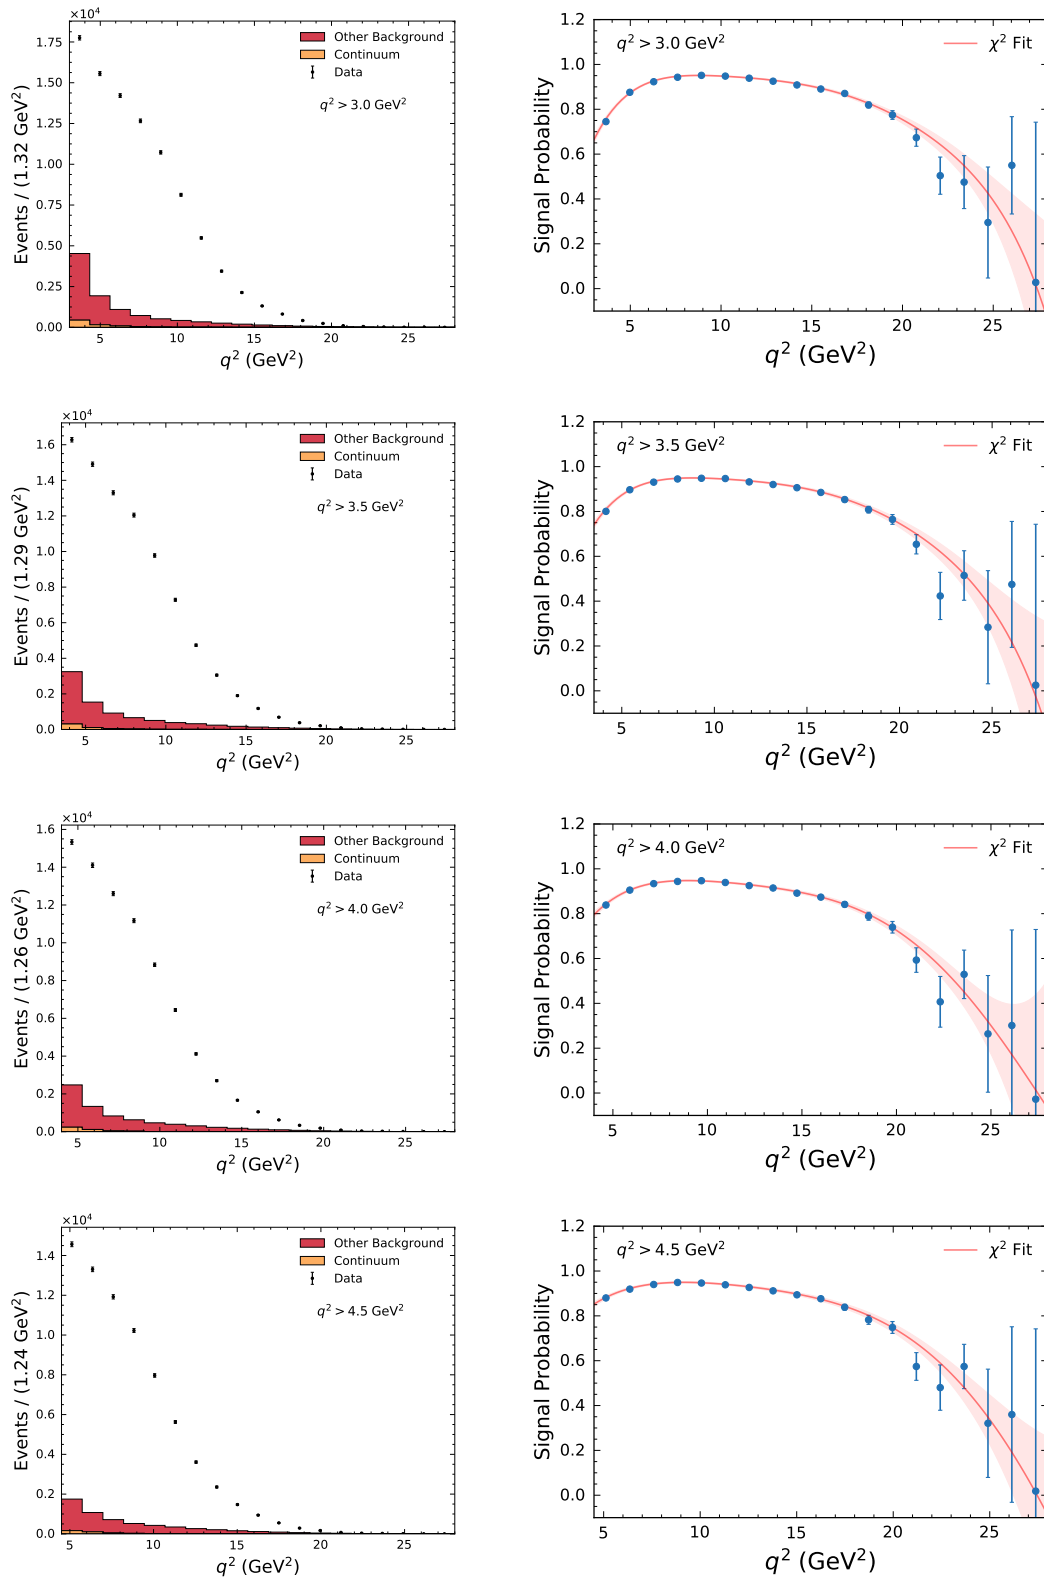 ×10⁴
Other Background
Continuum
Data
q² > 3.0 GeV²
Events / (1.32 GeV²)
1.75
1.50
1.25
1.00
0.75
0.50
0.25
0.00
5 10 15 20 25
q² (GeV²)
q² > 3.0 GeV²
χ² Fit
Signal Probability
1.2
1.0
0.8
0.6
0.4
0.2
0.0
5 10 15 20 25
q² (GeV²)
×10⁴
Other Background
Continuum
Data
q² > 3.5 GeV²
Events / (1.29 GeV²)
1.6
1.4
1.2
1.0
0.8
0.6
0.4
0.2
0.0
5 10 15 20 25
q² (GeV²)
q² > 3.5 GeV²
χ² Fit
Signal Probability
1.2
1.0
0.8
0.6
0.4
0.2
0.0
5 10 15 20 25
q² (GeV²)
×10⁴
Other Background
Continuum
Data
q² > 4.0 GeV²
Events / (1.26 GeV²)
1.6
1.4
1.2
1.0
0.8
0.6
0.4
0.2
0.0
5 10 15 20 25
q² (GeV²)
q² > 4.0 GeV²
χ² Fit
Signal Probability
1.2
1.0
0.8
0.6
0.4
0.2
0.0
5 10 15 20 25
q² (GeV²)
×10⁴
Other Background
Continuum
Data
q² > 4.5 GeV²
Events / (1.24 GeV²)
1.4
1.2
1.0
0.8
0.6
0.4
0.2
0.0
5 10 15 20 25
q² (GeV²)
q² > 4.5 GeV²
χ² Fit
Signal Probability
1.2
1.0
0.8
0.6
0.4
0.2
0.0
5 10 15 20 25
q² (GeV²)